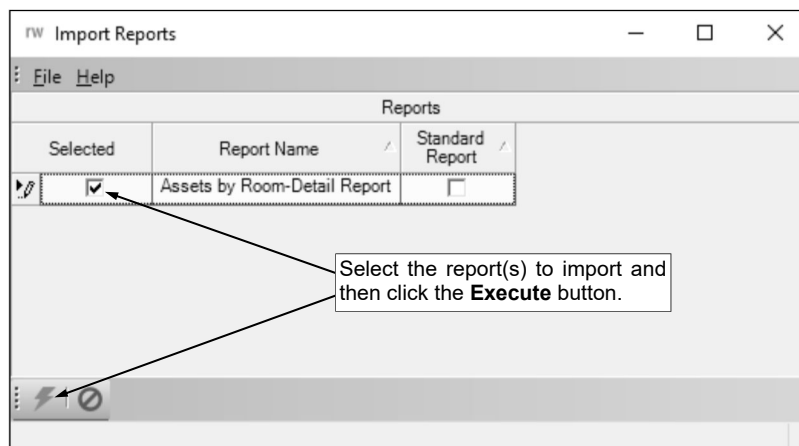 rw Import Reports
File Help
Reports
Selected Report Name Standard Report
Assets by Room-Detail Report
Select the report(s) to import and
then click the Execute button.